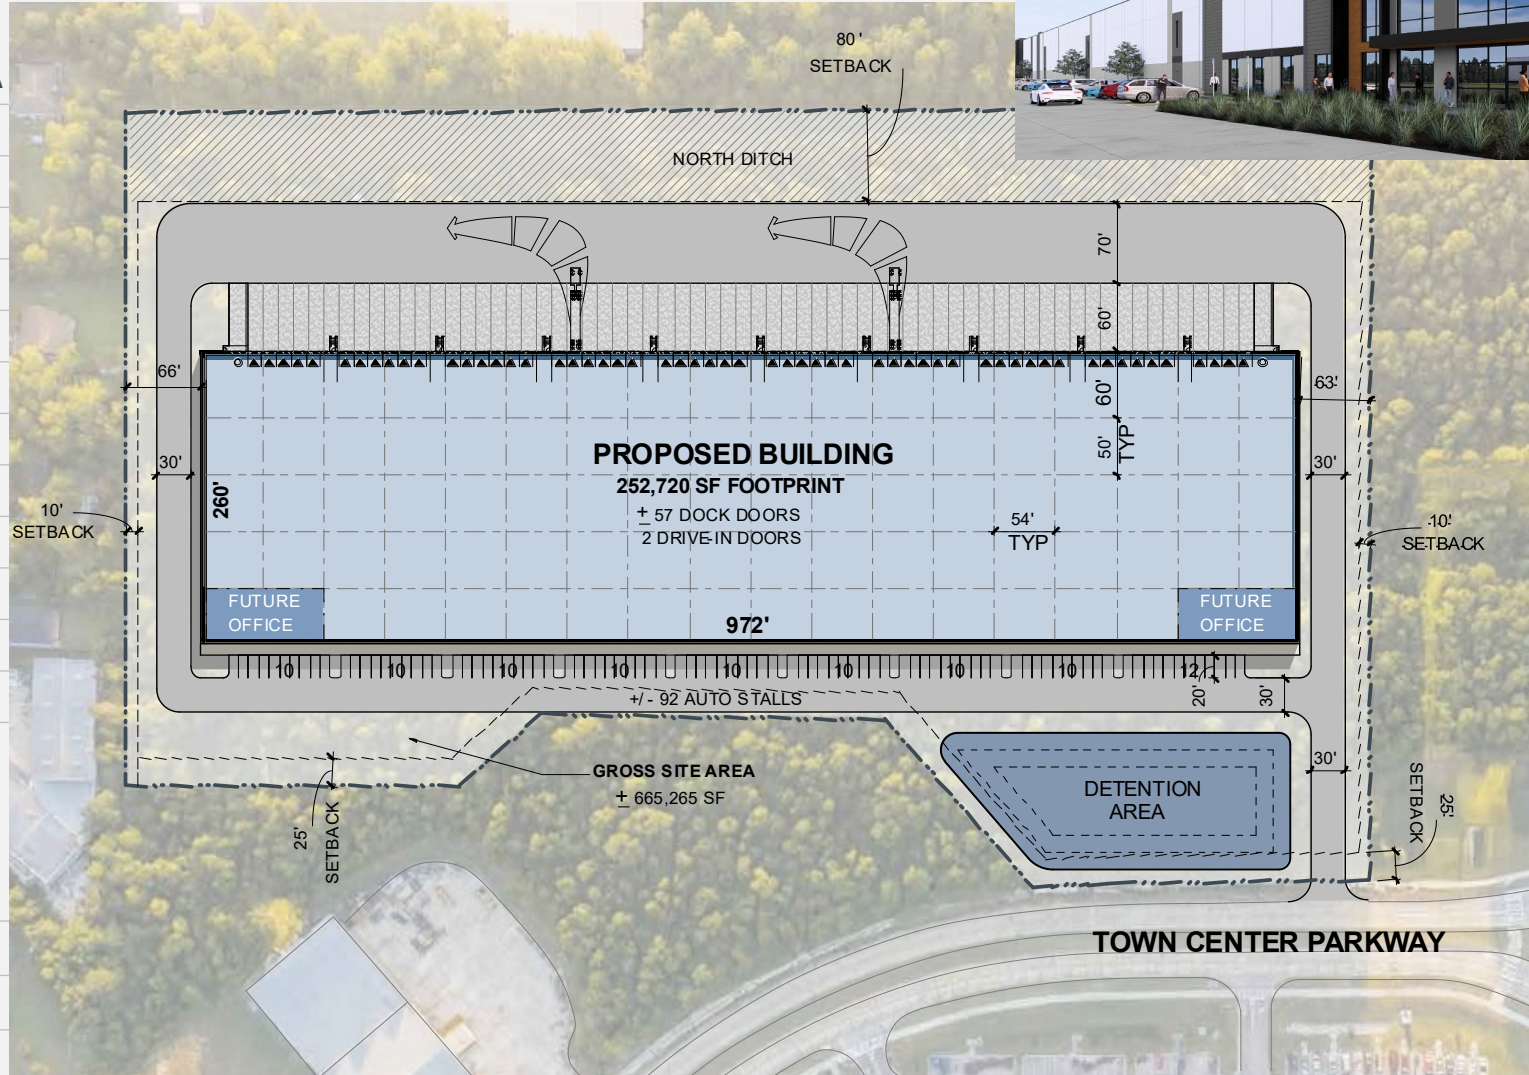 80'
SETBACK
NORTH DITCH
70'
60'
66'
63'
60'
50'
TYP
PROPOSED BUILDING
252,720 SF FOOTPRINT
± 57 DOCK DOORS
2 DRIVE-IN DOORS
30'
30'
260'
10'
SETBACK
54'
TYP
10'
SETBACK
FUTURE
OFFICE
FUTURE
OFFICE
972'
10
10
10
10
10
10
10
10
12
20'
30'
+/- 92 AUTO STALLS
GROSS SITE AREA
± 665,265 SF
30'
DETENTION
AREA
25'
SETBACK
SETBACK
25'
TOWN CENTER PARKWAY